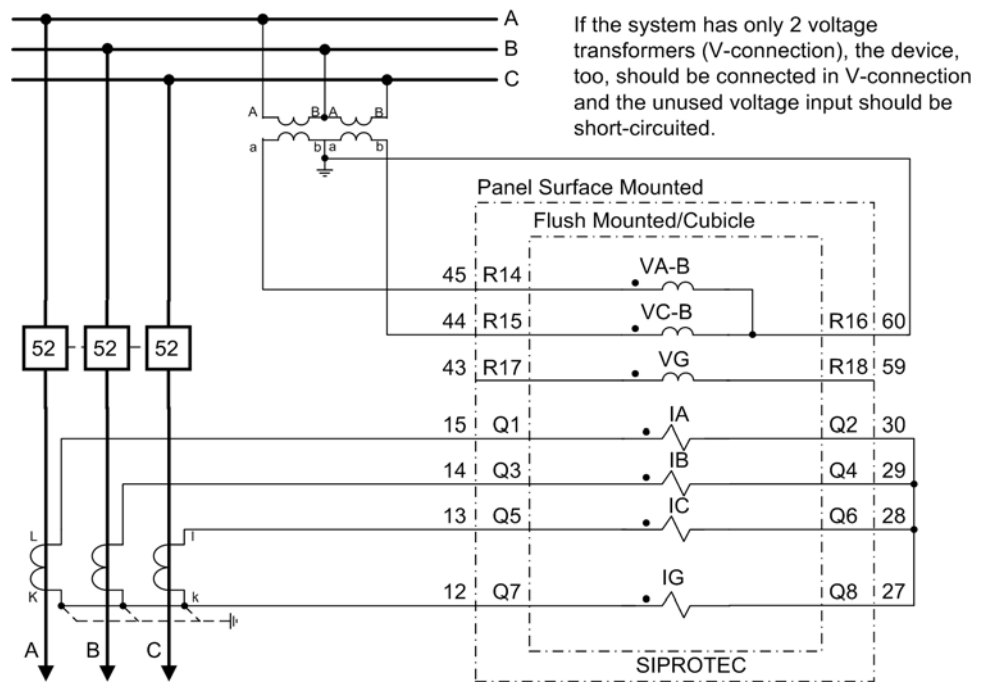 A
B
C
If the system has only 2 voltage
transformers (V-connection), the device,
too, should be connected in V-connection
and the unused voltage input should be
short-circuited.
A B A B
a b a b
Panel Surface Mounted
Flush Mounted/Cubicle
45 R14 VA-B
44 R15 VC-B R16 60
43 R17 VG R18 59
52 52 52
15 Q1 IA Q2 30
14 Q3 IB Q4 29
13 Q5 IC Q6 28
L l
K k
12 Q7 IG Q8 27
A B C
SIPROTEC